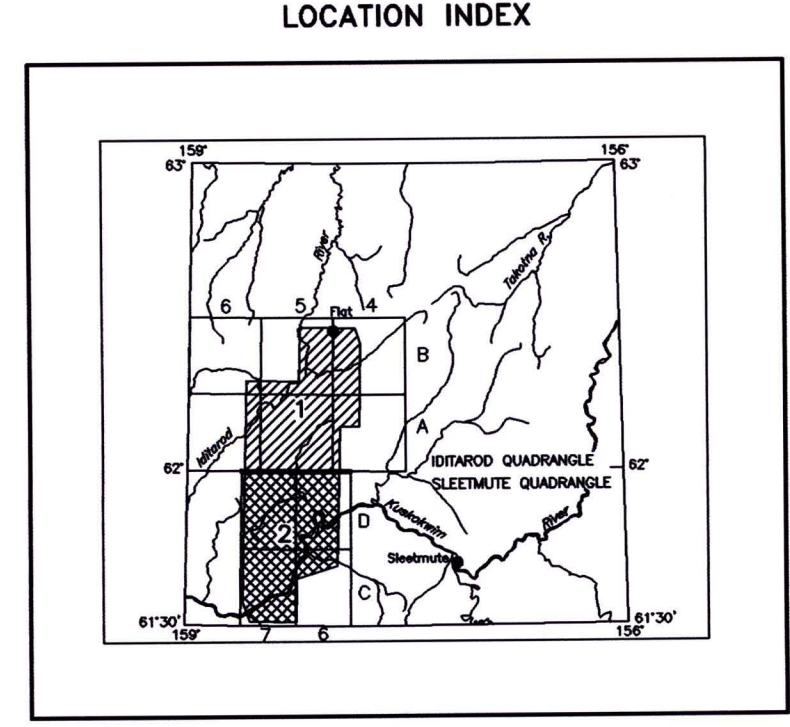 LOCATION INDEX
159°
156°
63°
63°
River
Takotna R.
6
5
Flat
4
B
1
A
Iditarod
62°
IDITAROD QUADRANGLE
62°
SLEETMUTE QUADRANGLE
2
D
Kuskokwim
River
Sleetmute
C
61°30'
61°30'
159°
7
6
156°